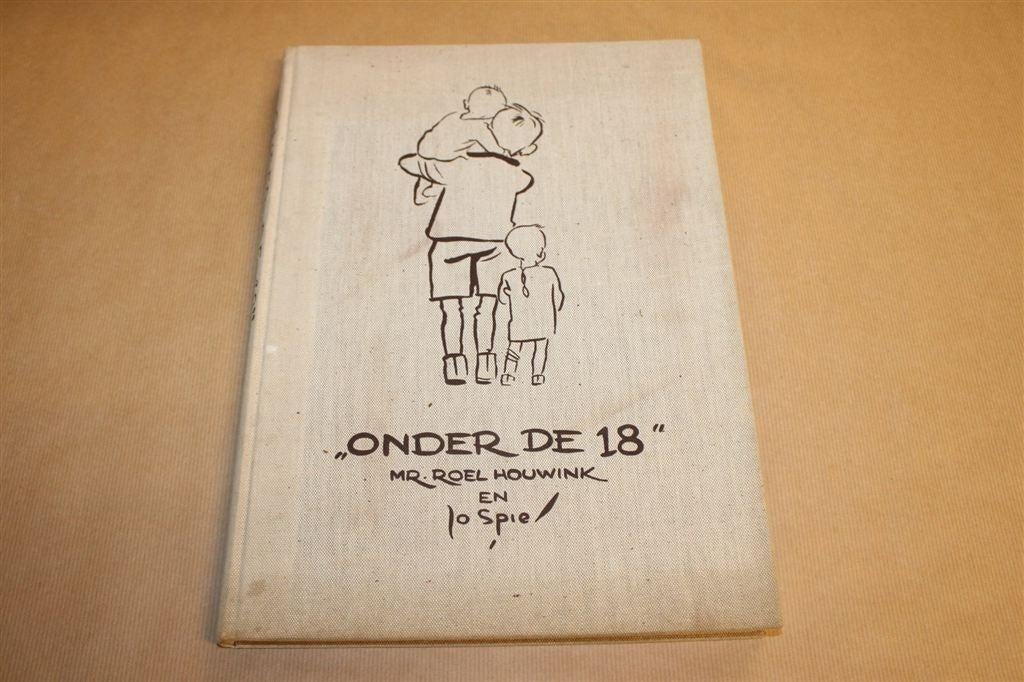 „ONDER DE 18“
MR. ROEL HOUWINK
EN
Jo Spier